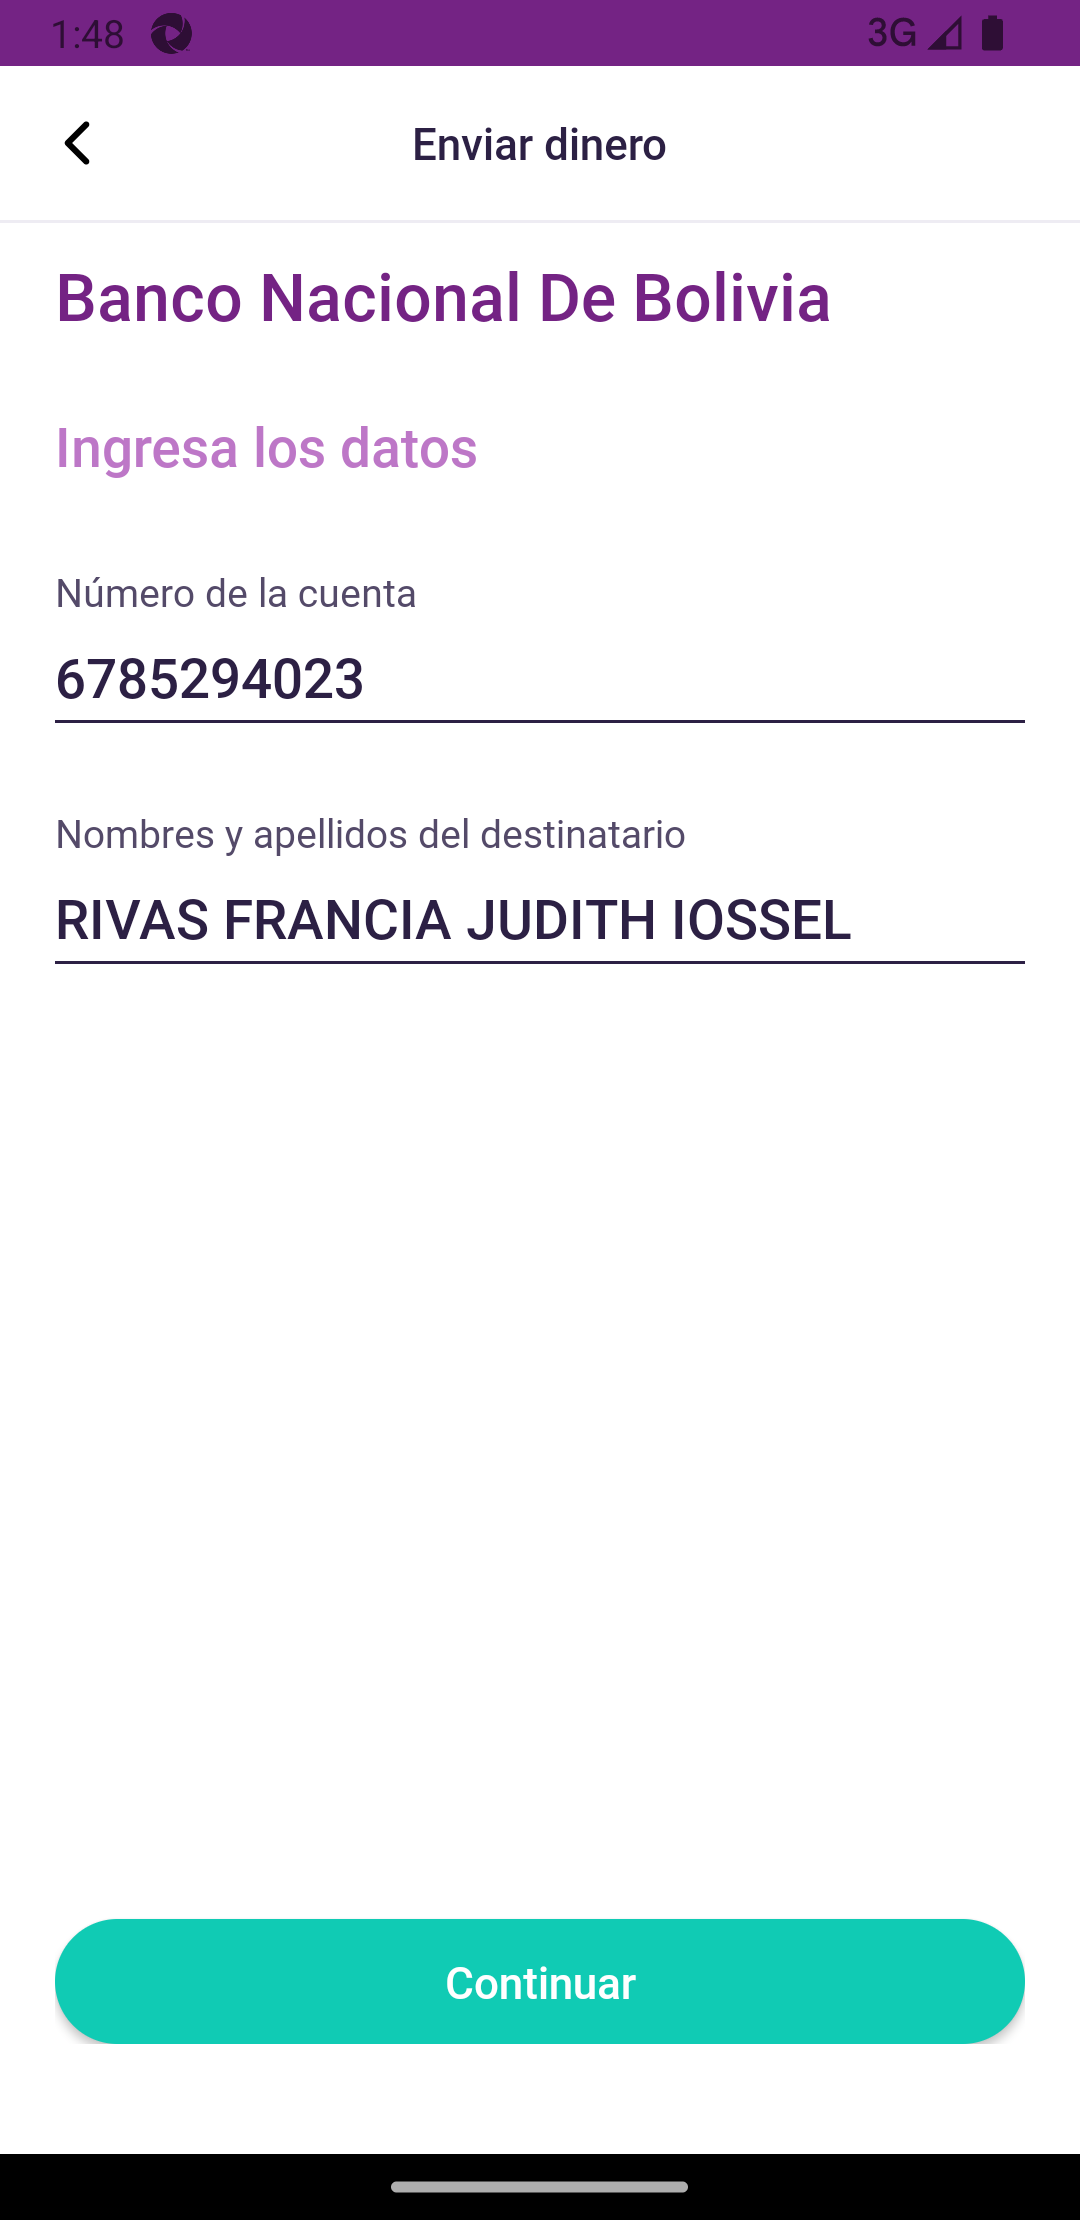 1:48
3G
Enviar dinero
Banco Nacional De Bolivia
Ingresa los datos
Número de la cuenta
6785294023
Nombres y apellidos del destinatario
RIVAS FRANCIA JUDITH IOSSEL
Continuar